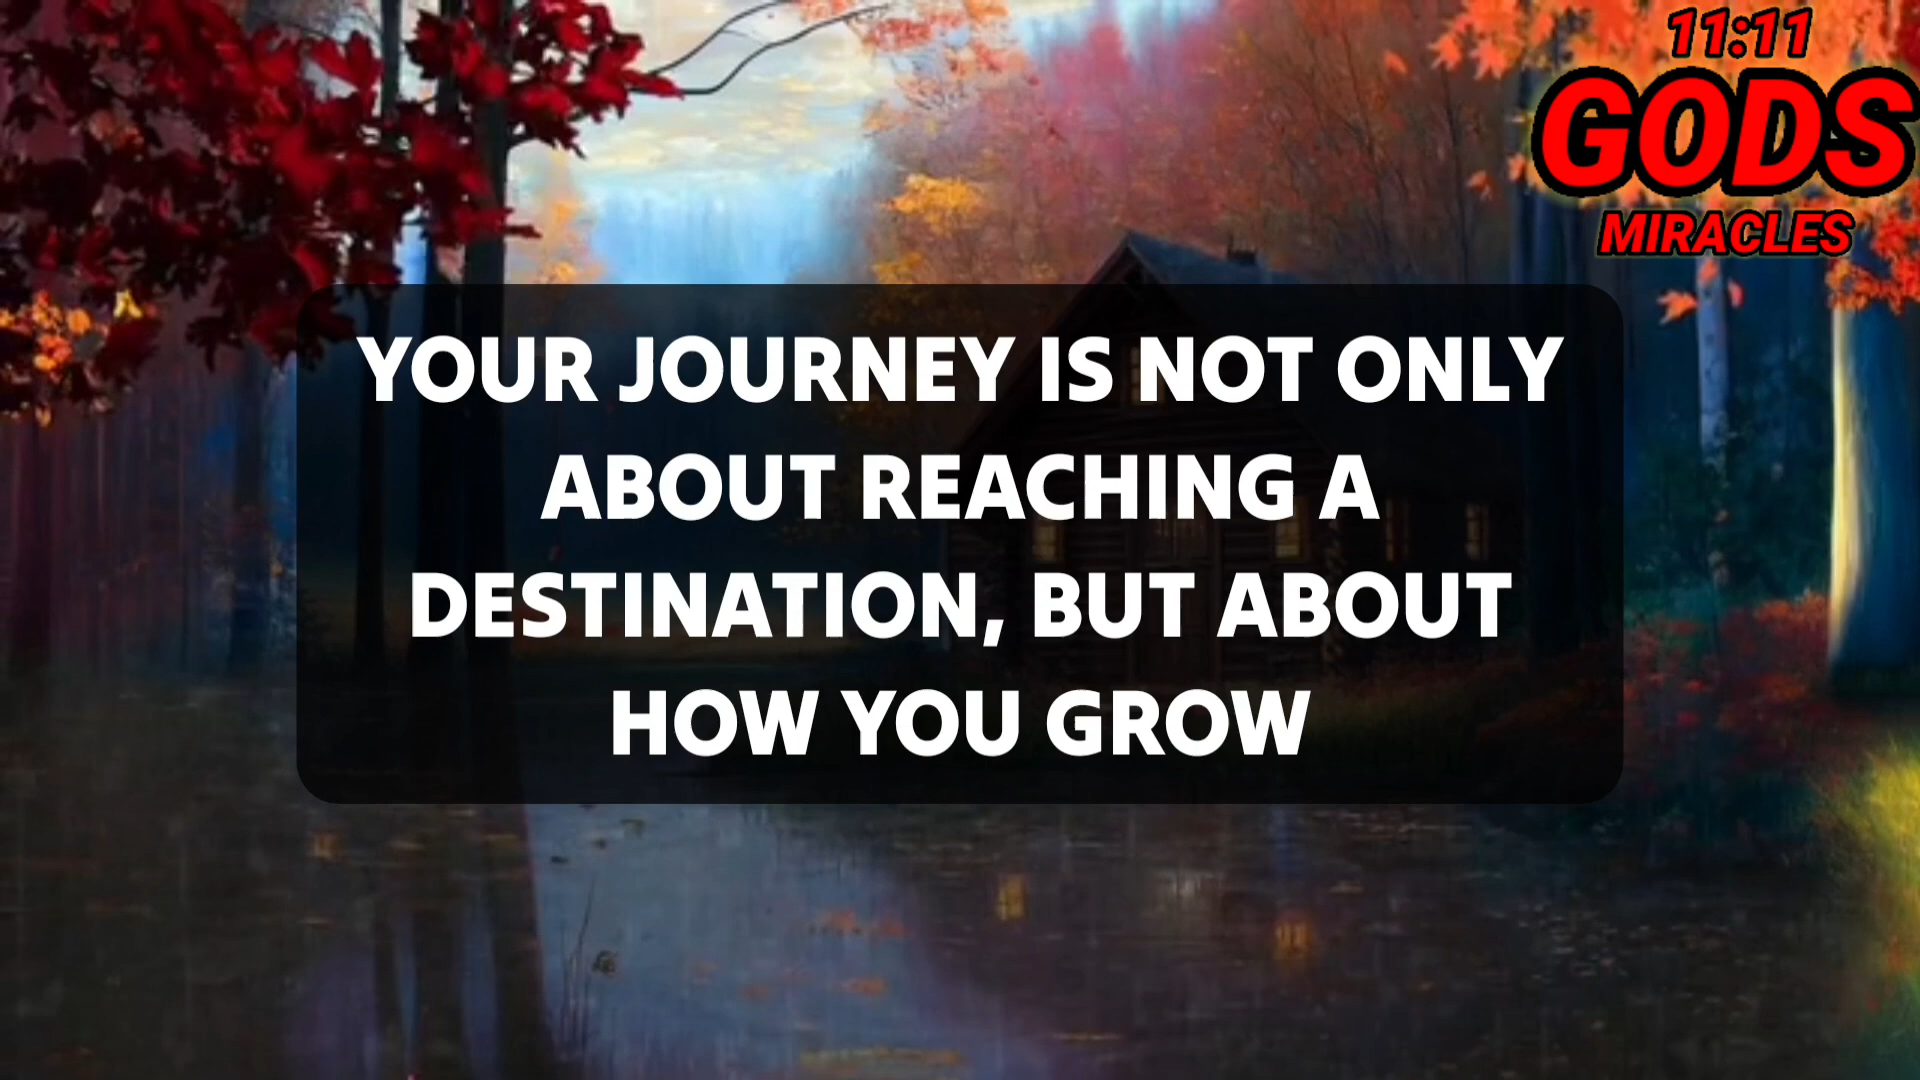 11:11
GODS
MIRACLES
YOUR JOURNEY IS NOT ONLY
ABOUT REACHING A
DESTINATION, BUT ABOUT
HOW YOU GROW